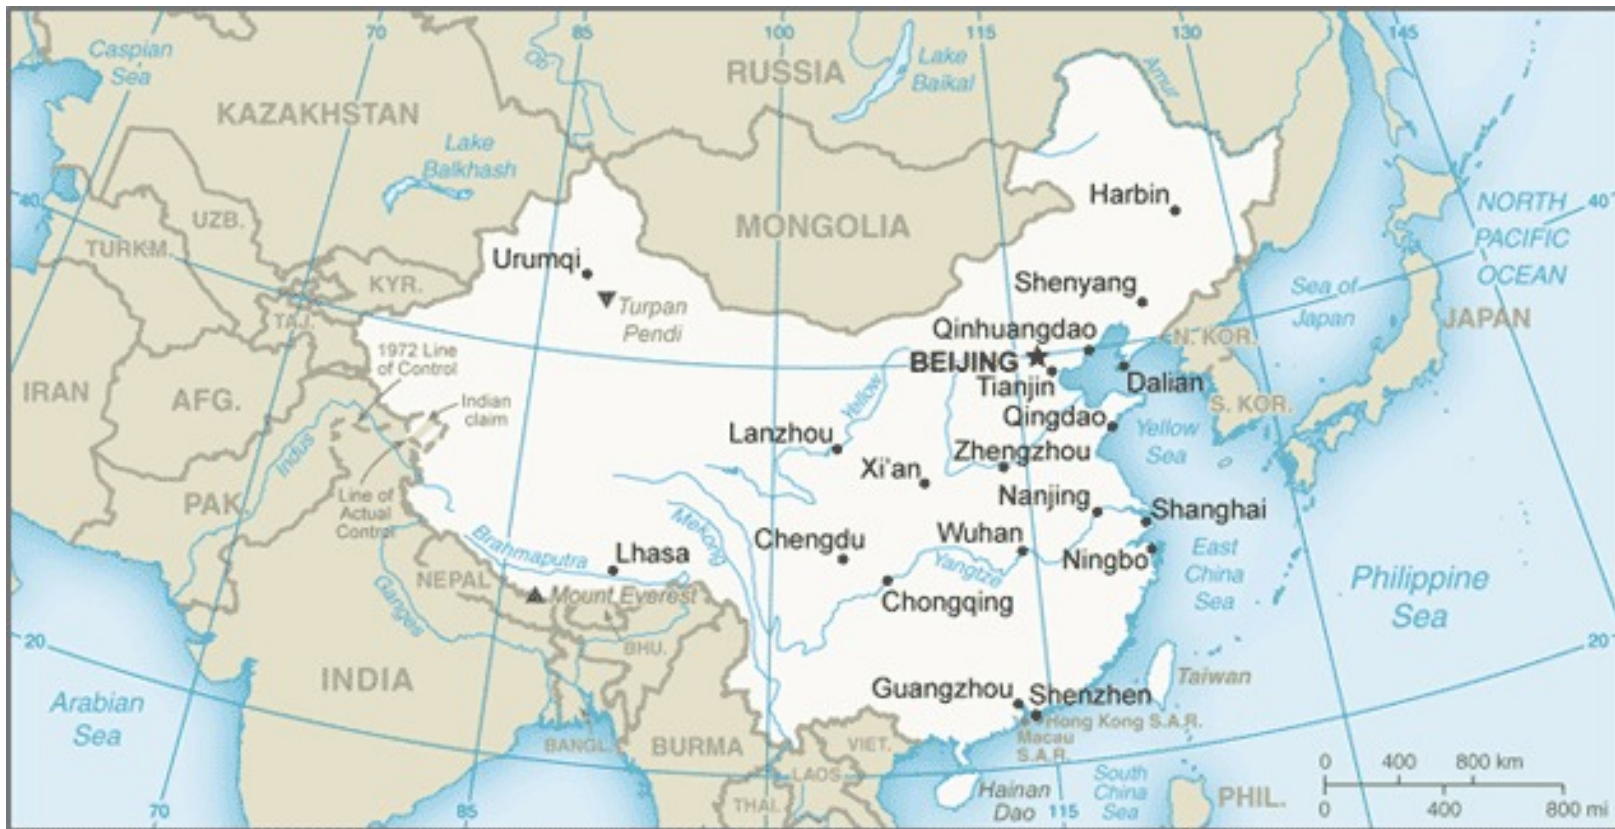 70
85
100
115
130
145
Caspian
Sea
Ob
RUSSIA
Lake
Baikal
Amur
KAZAKHSTAN
Lake
Balkhash
40
UZB.
TURKM.
KYR.
TAJ.
MONGOLIA
Harbin
NORTH
PACIFIC
OCEAN
40
Urumqi
Turpan
Pendi
Shenyang
Sea of
Japan
JAPAN
Qinhuangdao
BEIJING
Tianjin
N. KOR.
Dalian
S. KOR.
1972 Line
of Control
Indian
claim
IRAN
AFG.
Indus
Yellow
Lanzhou
Qingdao
Yellow
Sea
Zhengzhou
Xi'an
PAK.
Line of
Actual
Control
Nanjing
Shanghai
Mekong
Brahmaputra
Lhasa
Chengdu
Wuhan
Yangtze
Ningbo
East
China
Sea
NEPAL
Mount Everest
Ganges
Chongqing
Philippine
Sea
20
BHU.
20
INDIA
Taiwan
Guangzhou
Shenzhen
Hong Kong S.A.R.
Macau
S.A.R.
Arabian
Sea
BANGL.
BURMA
VIET.
LAOS
THAI.
Hainan
Dao
South
China
Sea
PHIL.
0 400 800 km
0 400 800 mi
70
85
115